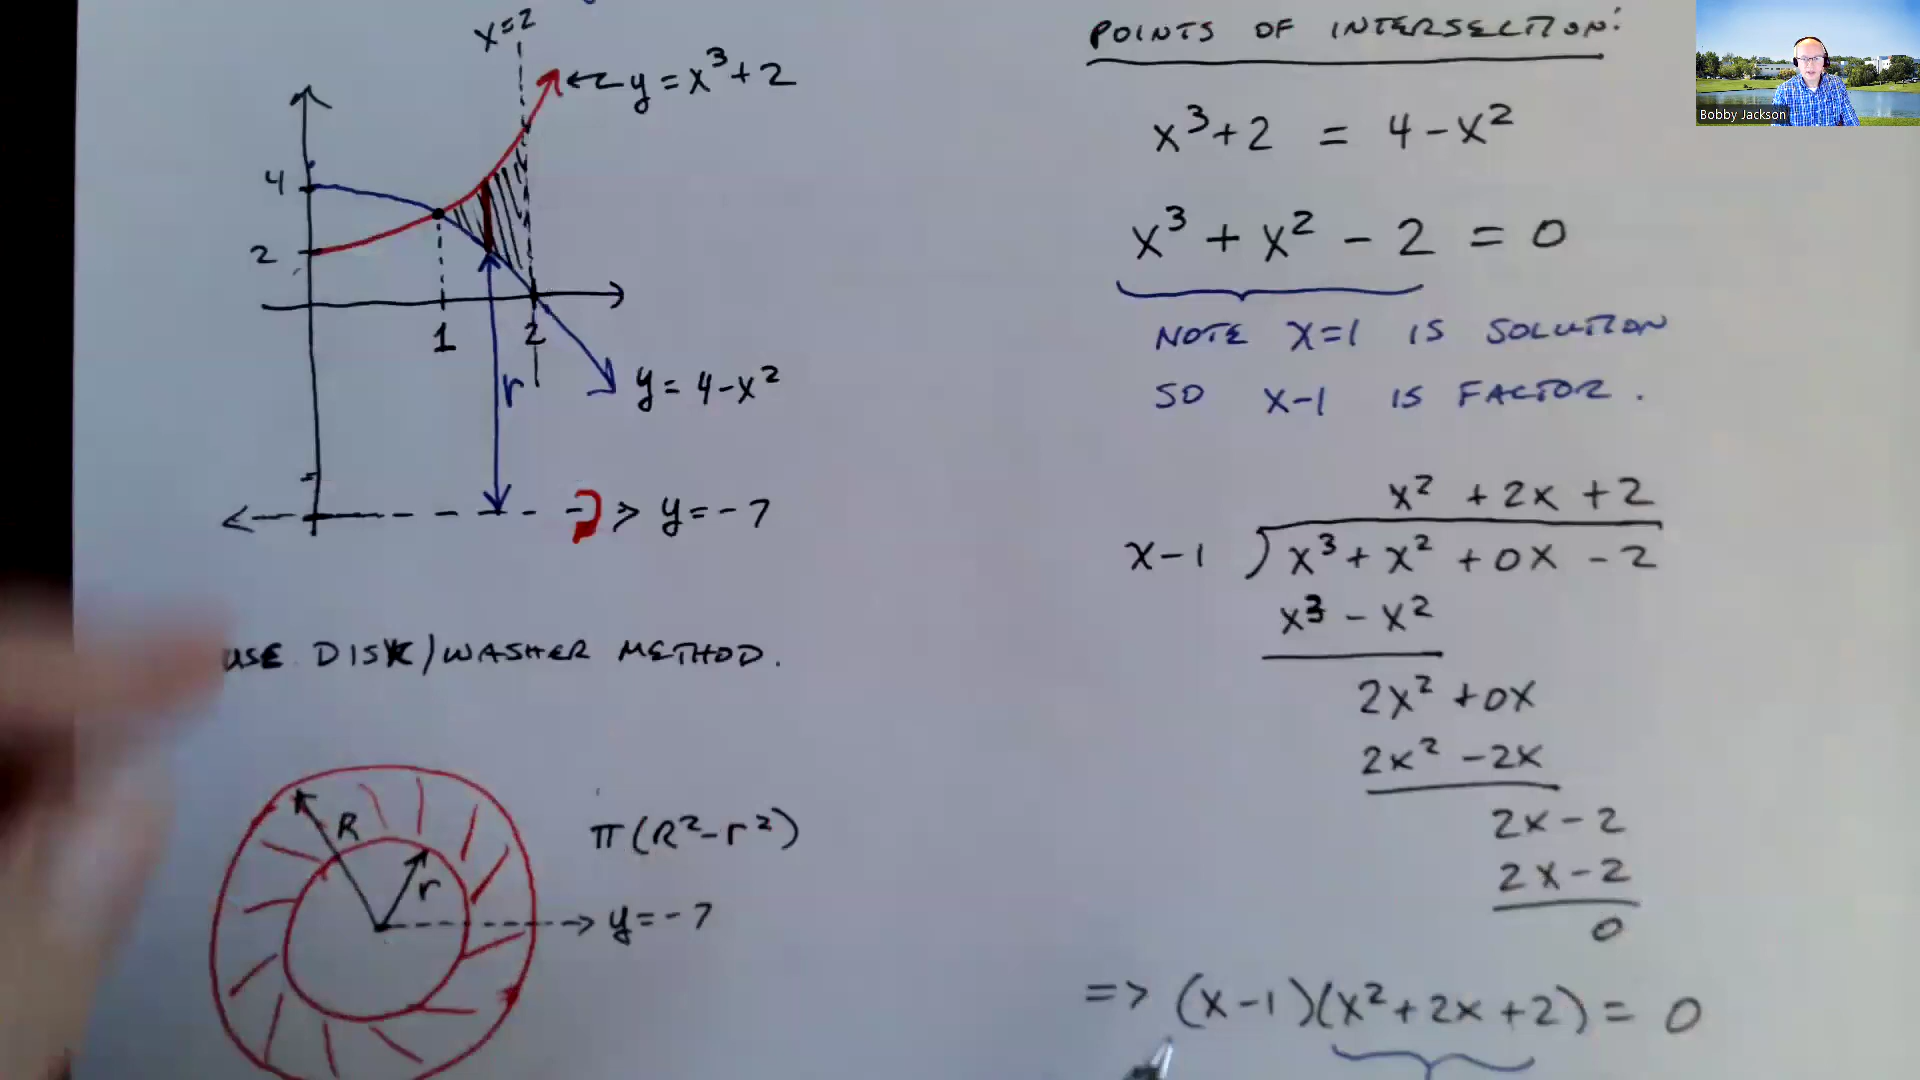 x=2
y = x³+2
4
2
1 2
y = 4-x²
r
y = -7
USE DISK/WASHER METHOD.
R
r
π(R²-r²)
y = -7
POINTS OF INTERSECTION:
x³+2 = 4-x²
x³ + x² - 2 = 0
NOTE x=1 IS SOLUTION
SO x-1 IS FACTOR.
x² + 2x + 2
x-1 ) x³ + x² + 0x - 2
x³ - x²
2x² + 0x
2x² - 2x
2x - 2
2x - 2
0
=> (x-1)(x²+2x+2) = 0
Bobby Jackson